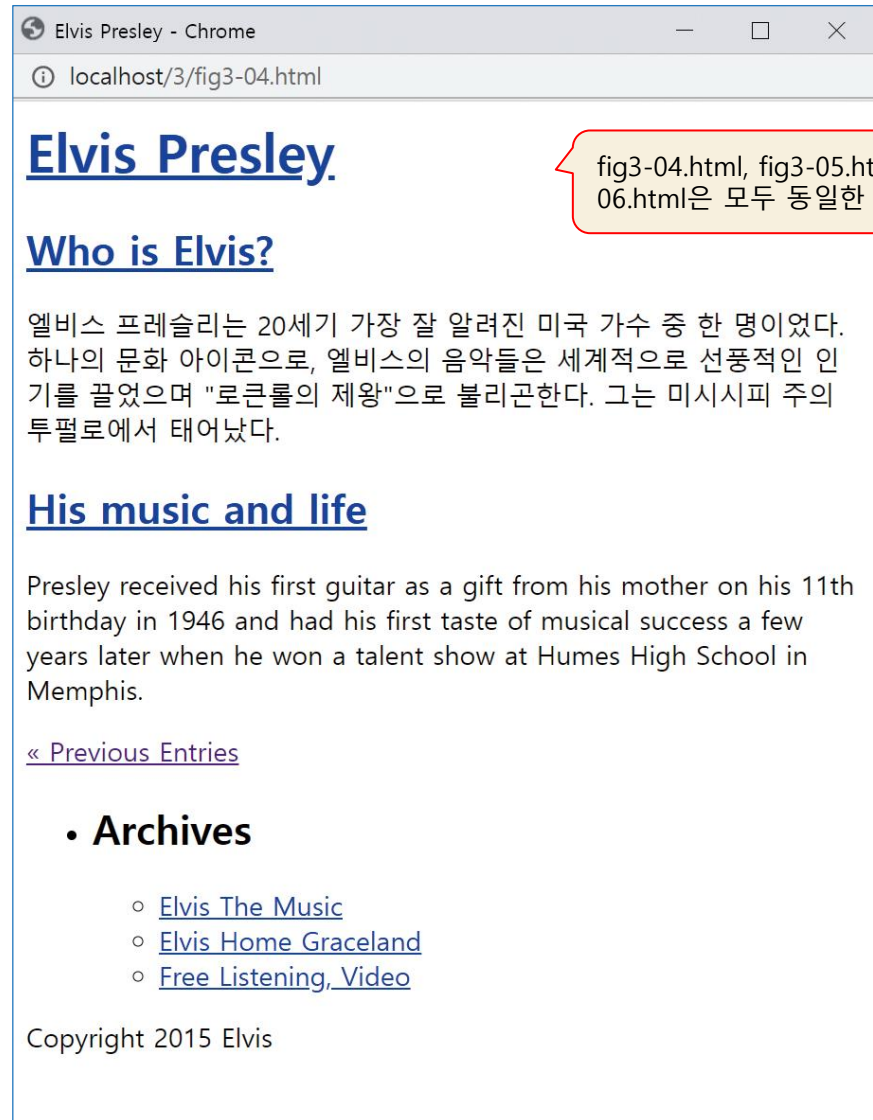 Elvis Presley - Chrome
localhost/3/fig3-04.html
Elvis Presley
fig3-04.html, fig3-05.ht
06.html은 모두 동일한
Who is Elvis?
엘비스 프레슬리는 20세기 가장 잘 알려진 미국 가수 중 한 명이었다.
하나의 문화 아이콘으로, 엘비스의 음악들은 세계적으로 선풍적인 인
기를 끌었으며 "로큰롤의 제왕"으로 불리곤한다. 그는 미시시피 주의
투펄로에서 태어났다.
His music and life
Presley received his first guitar as a gift from his mother on his 11th
birthday in 1946 and had his first taste of musical success a few
years later when he won a talent show at Humes High School in
Memphis.
« Previous Entries
• Archives
◦ Elvis The Music
◦ Elvis Home Graceland
◦ Free Listening, Video
Copyright 2015 Elvis